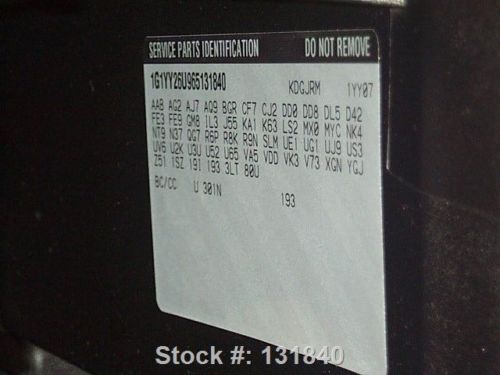 SERVICE PARTS IDENTIFICATION DO NOT REMOVE
1G1YY26U965131840 KDGJRM 1YY07
AAB AG2 AJ7 AQ9 BGR CF7 CJ2 DD0 DD8 DL5 D42
FE3 FE9 GM8 IL3 J55 KA1 K63 LS2 MX0 MYC NK4
NT9 N37 QG7 R6P R8K R9N SLM UE1 UG1 UJ9 US3
UV6 U2K U3U U52 U65 VA5 VDD VK3 V73 XGN YGJ
Z51 1SZ 19I 193 3LT 80U
BC/CC U 301N 193
Stock #: 131840